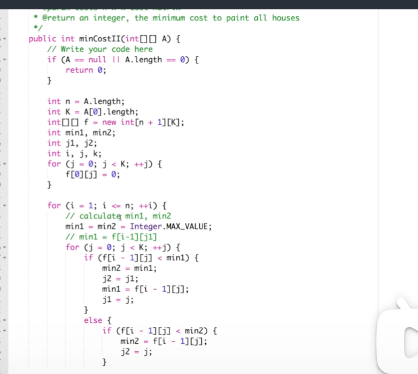 * @return an integer, the minimum cost to paint all houses
*/
public int minCostII(int[][] A) {
// Write your code here
if (A == null || A.length == 0) {
return 0;
}
int n = A.length;
int K = A[0].length;
int[][] f = new int[n + 1][K];
int min1, min2;
int j1, j2;
int i, j, k;
for (j = 0; j < K; ++j) {
f[0][j] = 0;
}
for (i = 1; i <= n; ++i) {
// calculate min1, min2
min1 = min2 = Integer.MAX_VALUE;
// min1 = f[i-1][j1]
for (j = 0; j < K; ++j) {
if (f[i - 1][j] < min1) {
min2 = min1;
j2 = j1;
min1 = f[i - 1][j];
j1 = j;
}
else {
if (f[i - 1][j] < min2) {
min2 = f[i - 1][j];
j2 = j;
}